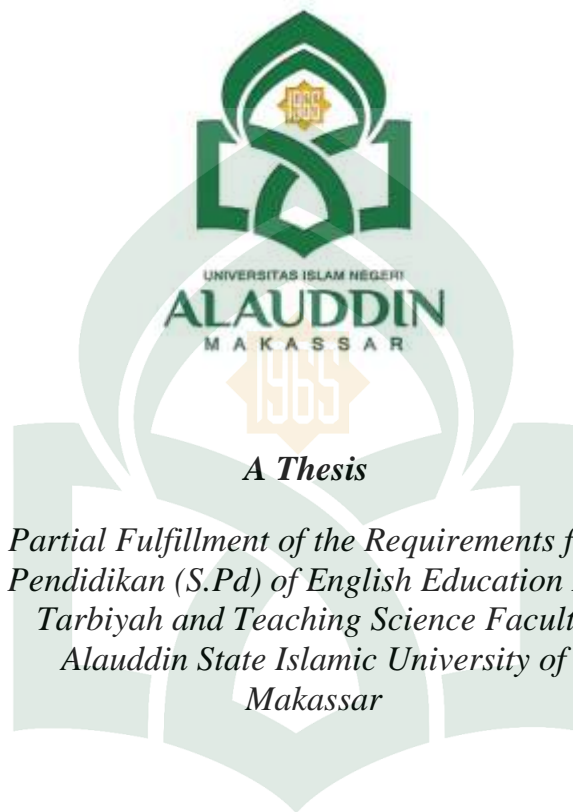 1965
UNIVERSITAS ISLAM NEGERI
ALAUDDIN
MAKASSAR
1965
A Thesis
Partial Fulfillment of the Requirements
Pendidikan (S.Pd) of English Education
Tarbiyah and Teaching Science
Alauddin State Islamic University of
Makassar